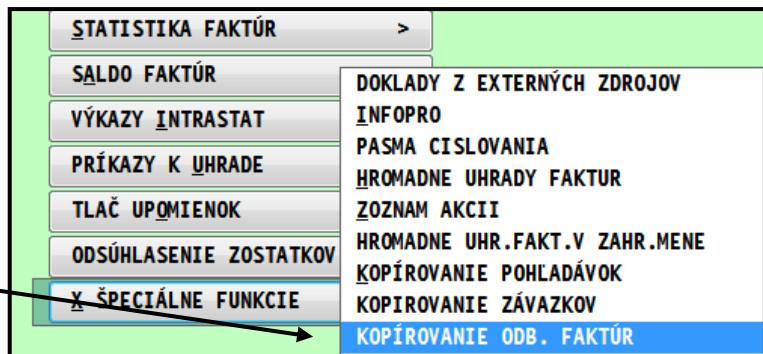 STATISTIKA FAKTÚR >
SALDO FAKTÚR
VÝKAZY INTRASTAT
PRÍKAZY K UHRADE
TLAČ UPOMIENOK
ODSÚHLASENIE ZOSTATKOV
X ŠPECIÁLNE FUNKCIE
DOKLADY Z EXTERNÝCH ZDROJOV
INFOPRO
PASMA CISLOVANIA
HROMADNE UHRADY FAKTUR
ZOZNAM AKCII
HROMADNE UHR.FAKT.V ZAHR.MENE
KOPÍROVANIE POHĽADÁVOK
KOPIROVANIE ZÁVAZKOV
KOPÍROVANIE ODB. FAKTÚR